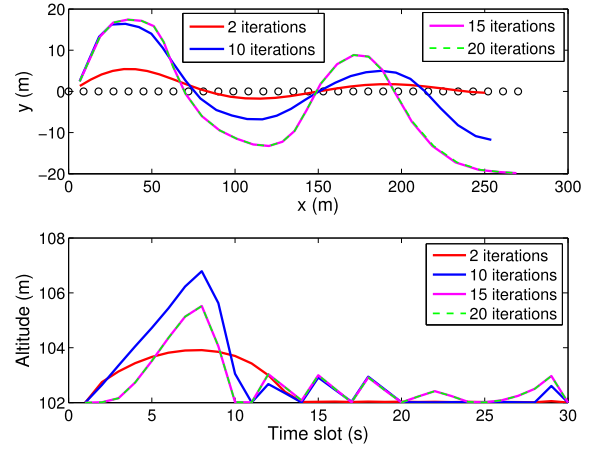 20
10
0
−10
−20
y (m)
2 iterations
10 iterations
15 iterations
20 iterations
0
50
100
150
200
250
300
x (m)
108
106
104
102
Altitude (m)
2 iterations
10 iterations
15 iterations
20 iterations
0
5
10
15
20
25
30
Time slot (s)